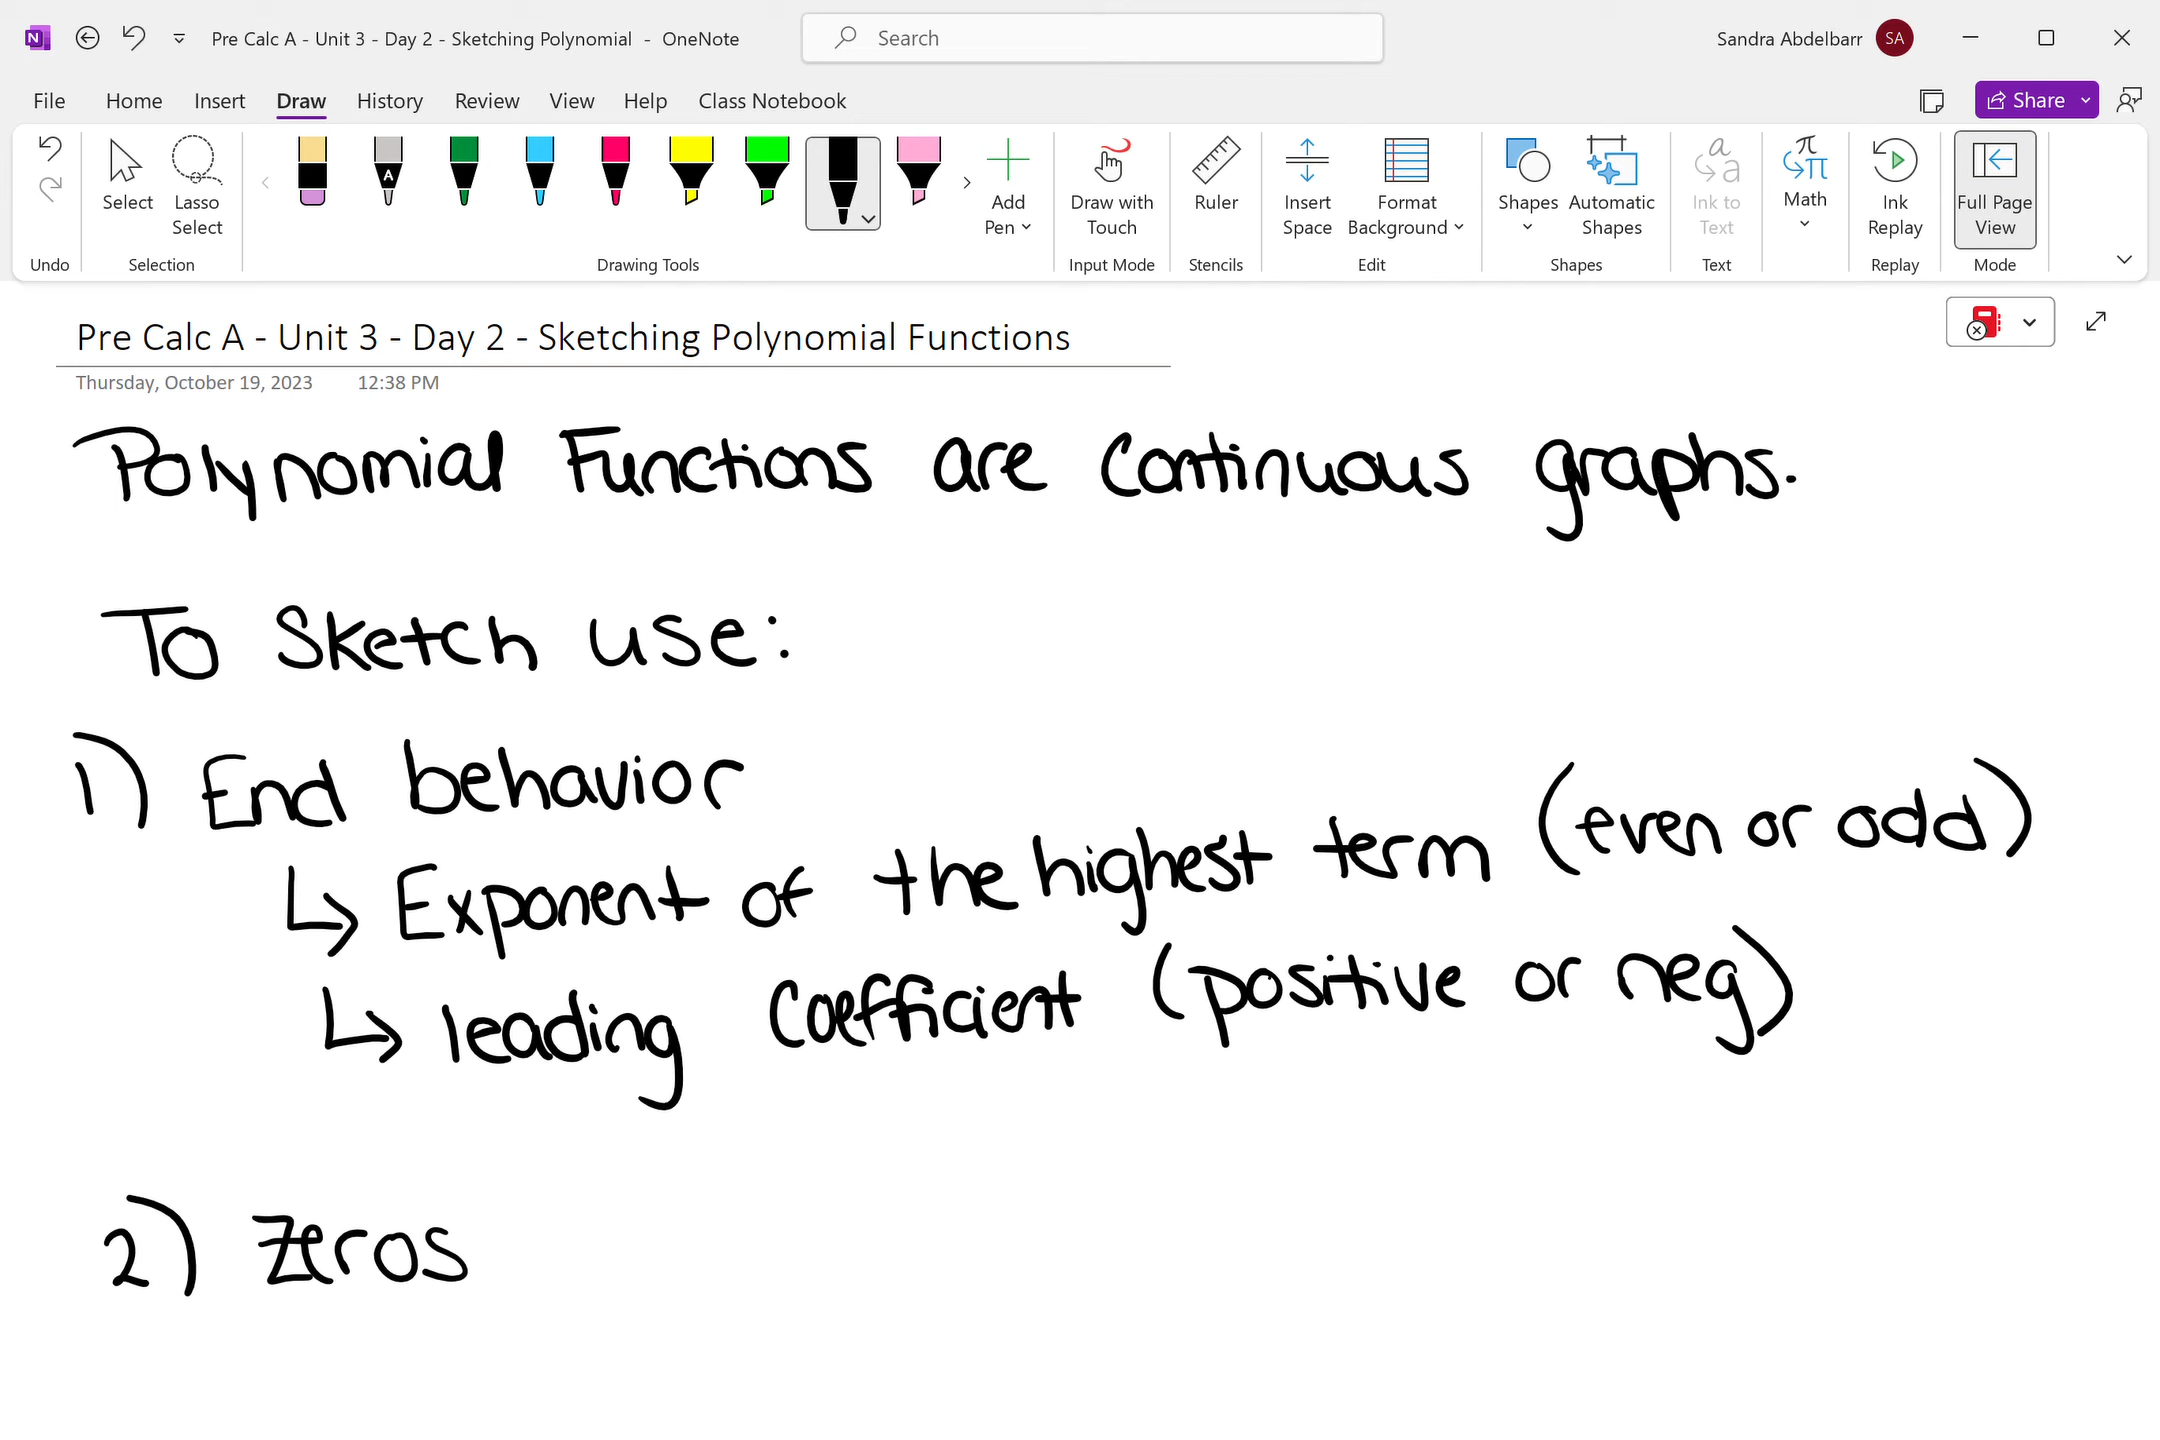 Pre Calc A - Unit 3 - Day 2 - Sketching Polynomial - OneNote
Search
Sandra Abdelbarr SA
File Home Insert Draw History Review View Help Class Notebook Share
Select
Lasso Select
A
Add Pen
Draw with Touch
Ruler
Insert Space
Format Background
Shapes
Automatic Shapes
Ink to Text
Math
Ink Replay
Full Page View
Undo Selection Drawing Tools Input Mode Stencils Edit Shapes Text Replay Mode
Pre Calc A - Unit 3 - Day 2 - Sketching Polynomial Functions
Thursday, October 19, 2023 12:38 PM
Polynomial Functions are continuous graphs.
To Sketch use:
1) End behavior
↳ Exponent of the highest term (even or odd)
↳ leading Coefficient (positive or neg)
2) Zeros